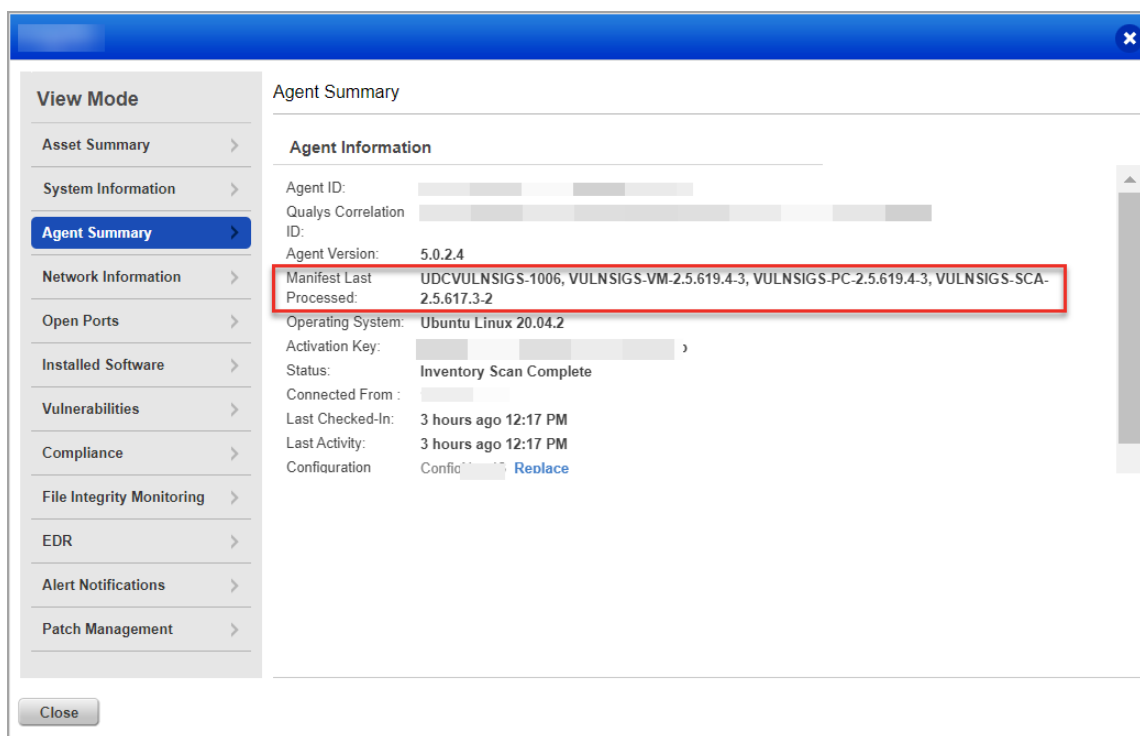 View Mode
Asset Summary
System Information
Agent Summary
Network Information
Open Ports
Installed Software
Vulnerabilities
Compliance
File Integrity Monitoring
EDR
Alert Notifications
Patch Management
Agent Summary
Agent Information
Agent ID:
Qualys Correlation
ID:
Agent Version: 5.0.2.4
Manifest Last UDCVULNSIGS-1006, VULNSIGS-VM-2.5.619.4-3, VULNSIGS-PC-2.5.619.4-3, VULNSIGS-SCA-
Processed: 2.5.617.3-2
Operating System: Ubuntu Linux 20.04.2
Activation Key:
Status: Inventory Scan Complete
Connected From :
Last Checked-In: 3 hours ago 12:17 PM
Last Activity: 3 hours ago 12:17 PM
Configuration Replace
Close